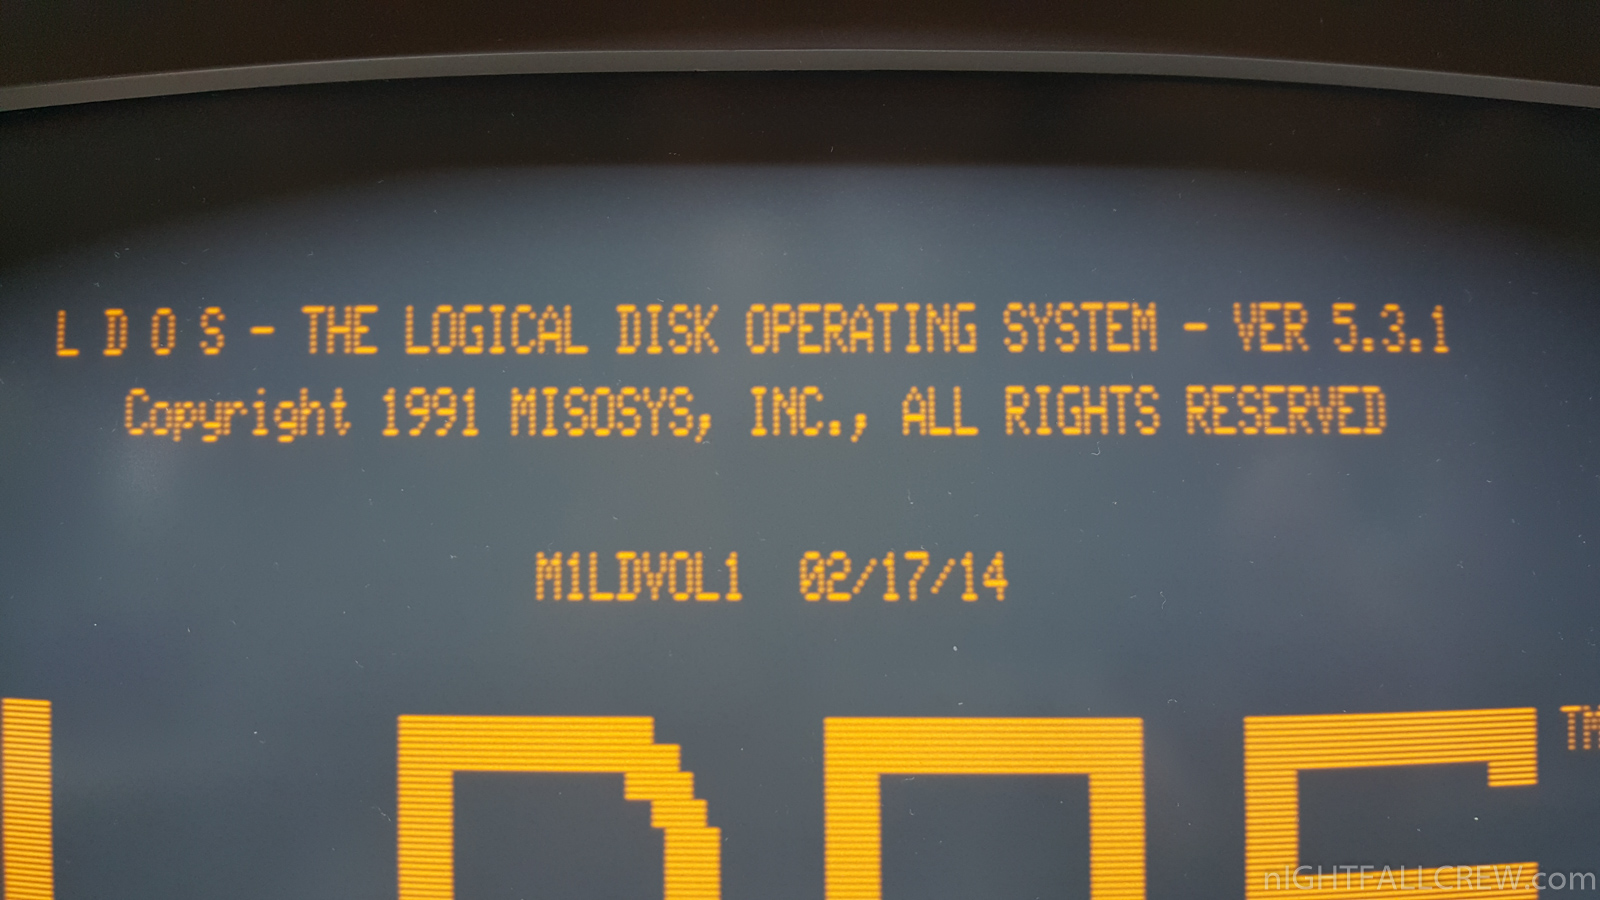 L D O S - THE LOGICAL DISK OPERATING SYSTEM - VER 5.3.1
Copyright 1991 MISOSYS, INC., ALL RIGHTS RESERVED
M1LDVOL1 02/17/14
LDOS TM
nIGHTFALLCREW.com